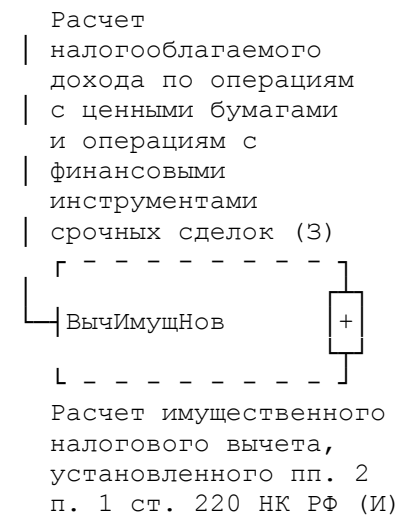 Расчет
налогооблагаемого
дохода по операциям
с ценными бумагами
и операциям с
финансовыми
инструментами
срочных сделок (З)
ВычИмущНов +
Расчет имущественного
налогового вычета,
установленного пп. 2
п. 1 ст. 220 НК РФ (И)